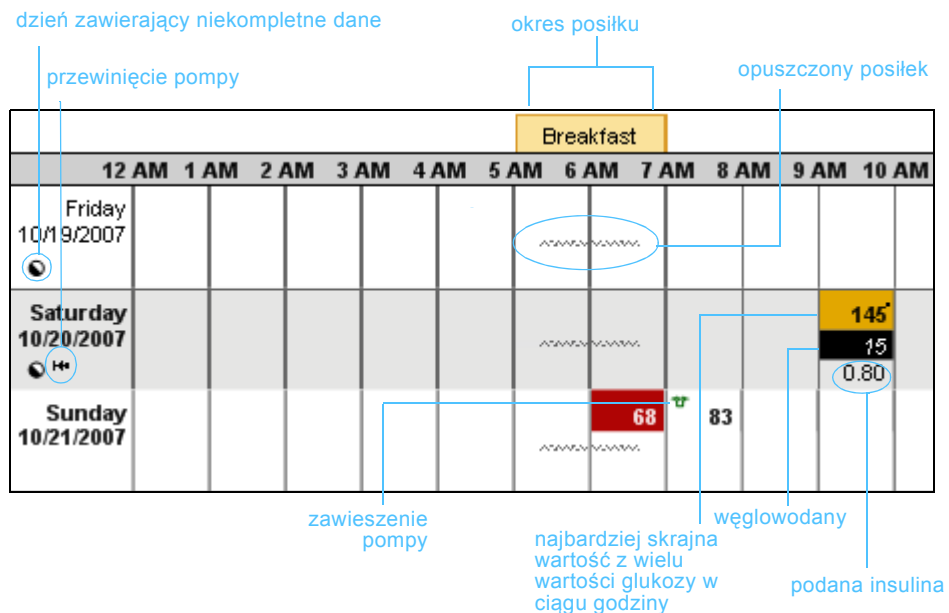 dzień zawierający niekompletne dane
okres posiłku
przewinięcie pompy
opuszczony posiłek
Breakfast
12 AM 1 AM 2 AM 3 AM 4 AM 5 AM 6 AM 7 AM 8 AM 9 AM 10 AM
Friday
10/19/2007
Saturday
10/20/2007
145
15
0.80
Sunday
10/21/2007
68
83
zawieszenie
pompy
węglowodany
najbardziej skrajna
wartość z wielu
wartości glukozy w
ciągu godziny
podana insulina